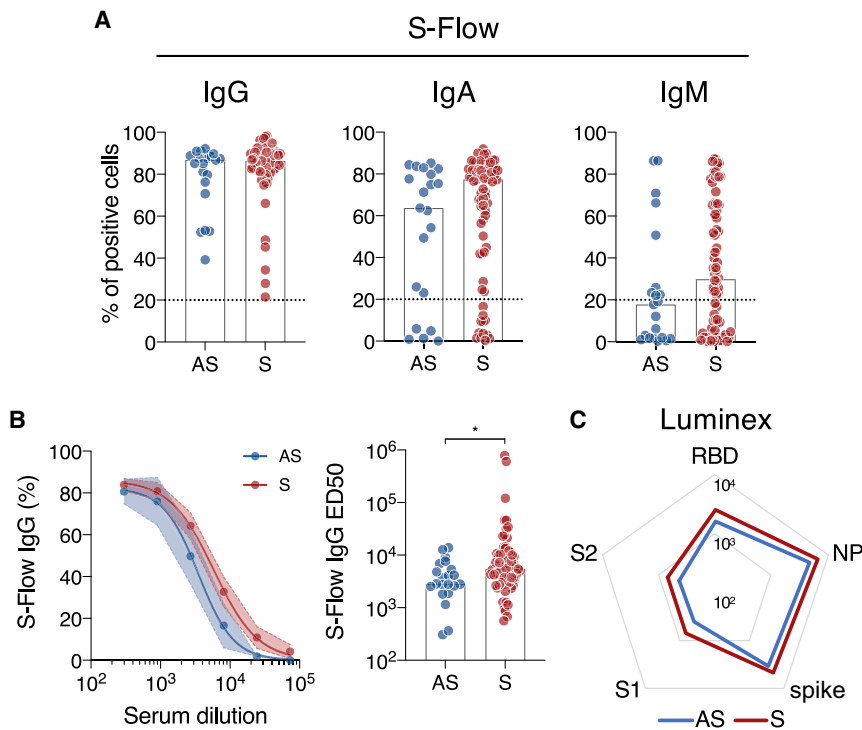 A
S-Flow
IgG
IgA
IgM
% of positive cells
100
80
60
40
20
0
AS
S
100
80
60
40
20
0
AS
S
100
80
60
40
20
0
AS
S
B
S-Flow IgG (%)
100
80
60
40
20
0
10² 10³ 10⁴ 10⁵
Serum dilution
AS
S
S-Flow IgG ED50
*
10⁶
10⁵
10⁴
10³
10²
AS
S
C
Luminex
RBD
10⁴
10³
10²
NP
S2
S1
spike
AS
S